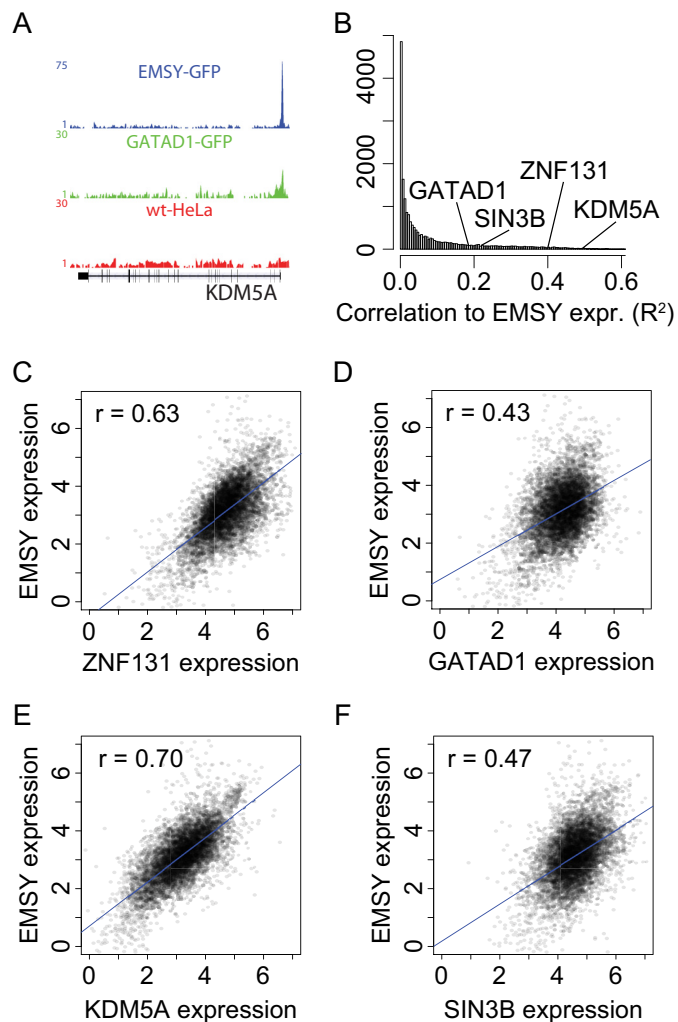 A
75
EMSY-GFP
1
30
GATAD1-GFP
1
30
wt-HeLa
1
KDM5A
B
4000
2000
0
GATAD1
SIN3B
ZNF131
KDM5A
0.0 0.2 0.4 0.6
Correlation to EMSY expr. (R²)
C
r = 0.63
EMSY expression
0 2 4 6
0 2 4 6
ZNF131 expression
D
r = 0.43
EMSY expression
0 2 4 6
0 2 4 6
GATAD1 expression
E
r = 0.70
EMSY expression
0 2 4 6
0 2 4 6
KDM5A expression
F
r = 0.47
EMSY expression
0 2 4 6
0 2 4 6
SIN3B expression